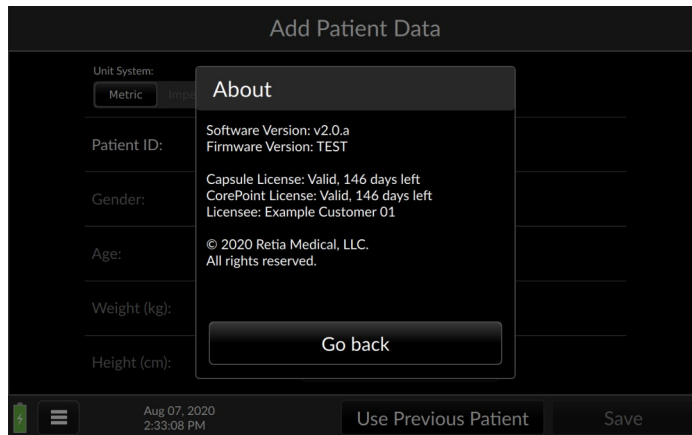 Add Patient Data
Unit System:
Metric Impe
About
Software Version: v2.0.a
Firmware Version: TEST
Patient ID:
Capsule License: Valid, 146 days left
CorePoint License: Valid, 146 days left
Licensee: Example Customer 01
Gender:
© 2020 Retia Medical, LLC.
All rights reserved.
Age:
Weight (kg):
Go back
Height (cm):
Aug 07, 2020
2:33:08 PM
Use Previous Patient
Save